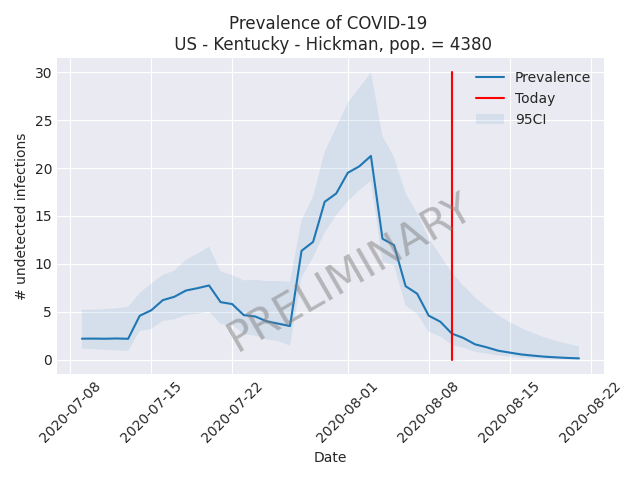 Prevalence of COVID-19
US - Kentucky - Hickman, pop. = 4380
# undetected infections
30
25
20
15
10
5
0
Prevalence
Today
95CI
PRELIMINARY
2020-07-08
2020-07-15
2020-07-22
2020-08-01
2020-08-08
2020-08-15
2020-08-22
Date